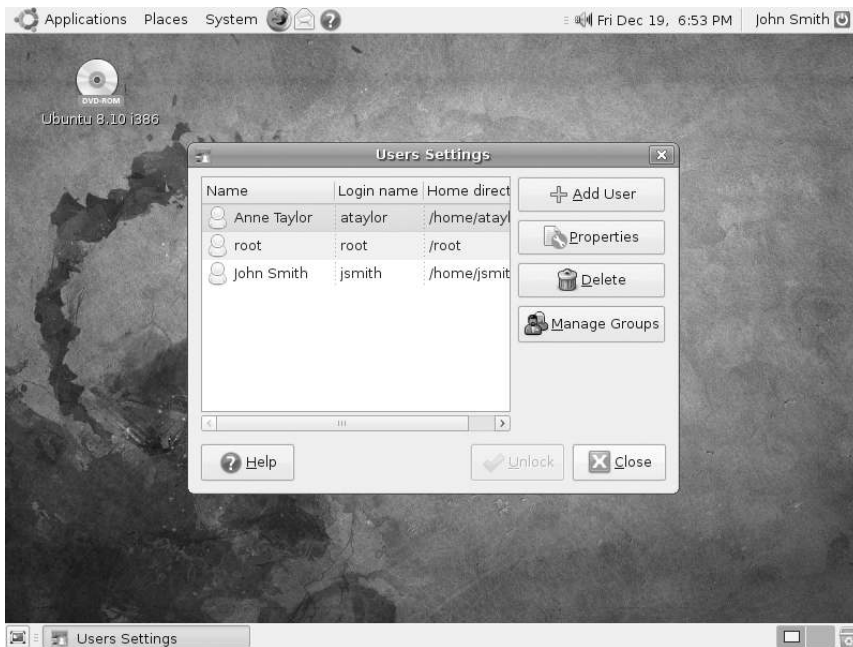 Applications Places System Fri Dec 19, 6:53 PM John Smith
DVD-ROM
Ubuntu 8.10 i386
Users Settings
Name Login name Home direct
Anne Taylor ataylor /home/atayl
root root /root
John Smith jsmith /home/jsmit
Add User
Properties
Delete
Manage Groups
Help Unlock Close
Users Settings